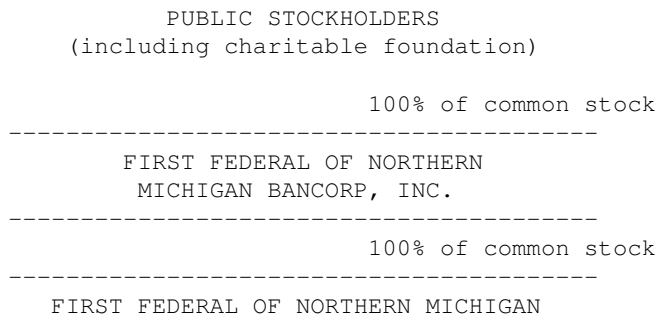 PUBLIC STOCKHOLDERS
(including charitable foundation)
100% of common stock
------------------------------------------
FIRST FEDERAL OF NORTHERN
MICHIGAN BANCORP, INC.
------------------------------------------
100% of common stock
------------------------------------------
FIRST FEDERAL OF NORTHERN MICHIGAN